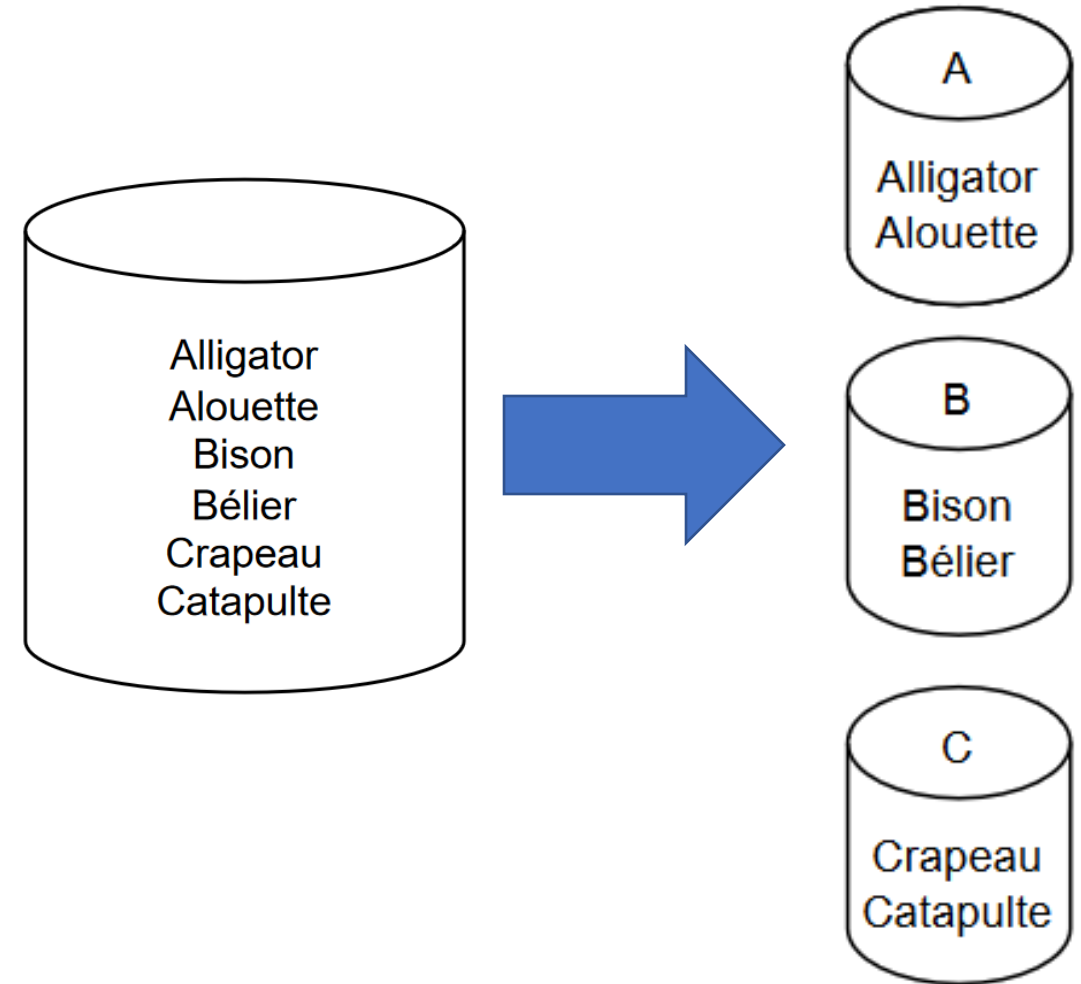 Alligator
Alouette
Bison
Bélier
Crapeau
Catapulte
A
Alligator
Alouette
B
Bison
Bélier
C
Crapeau
Catapulte